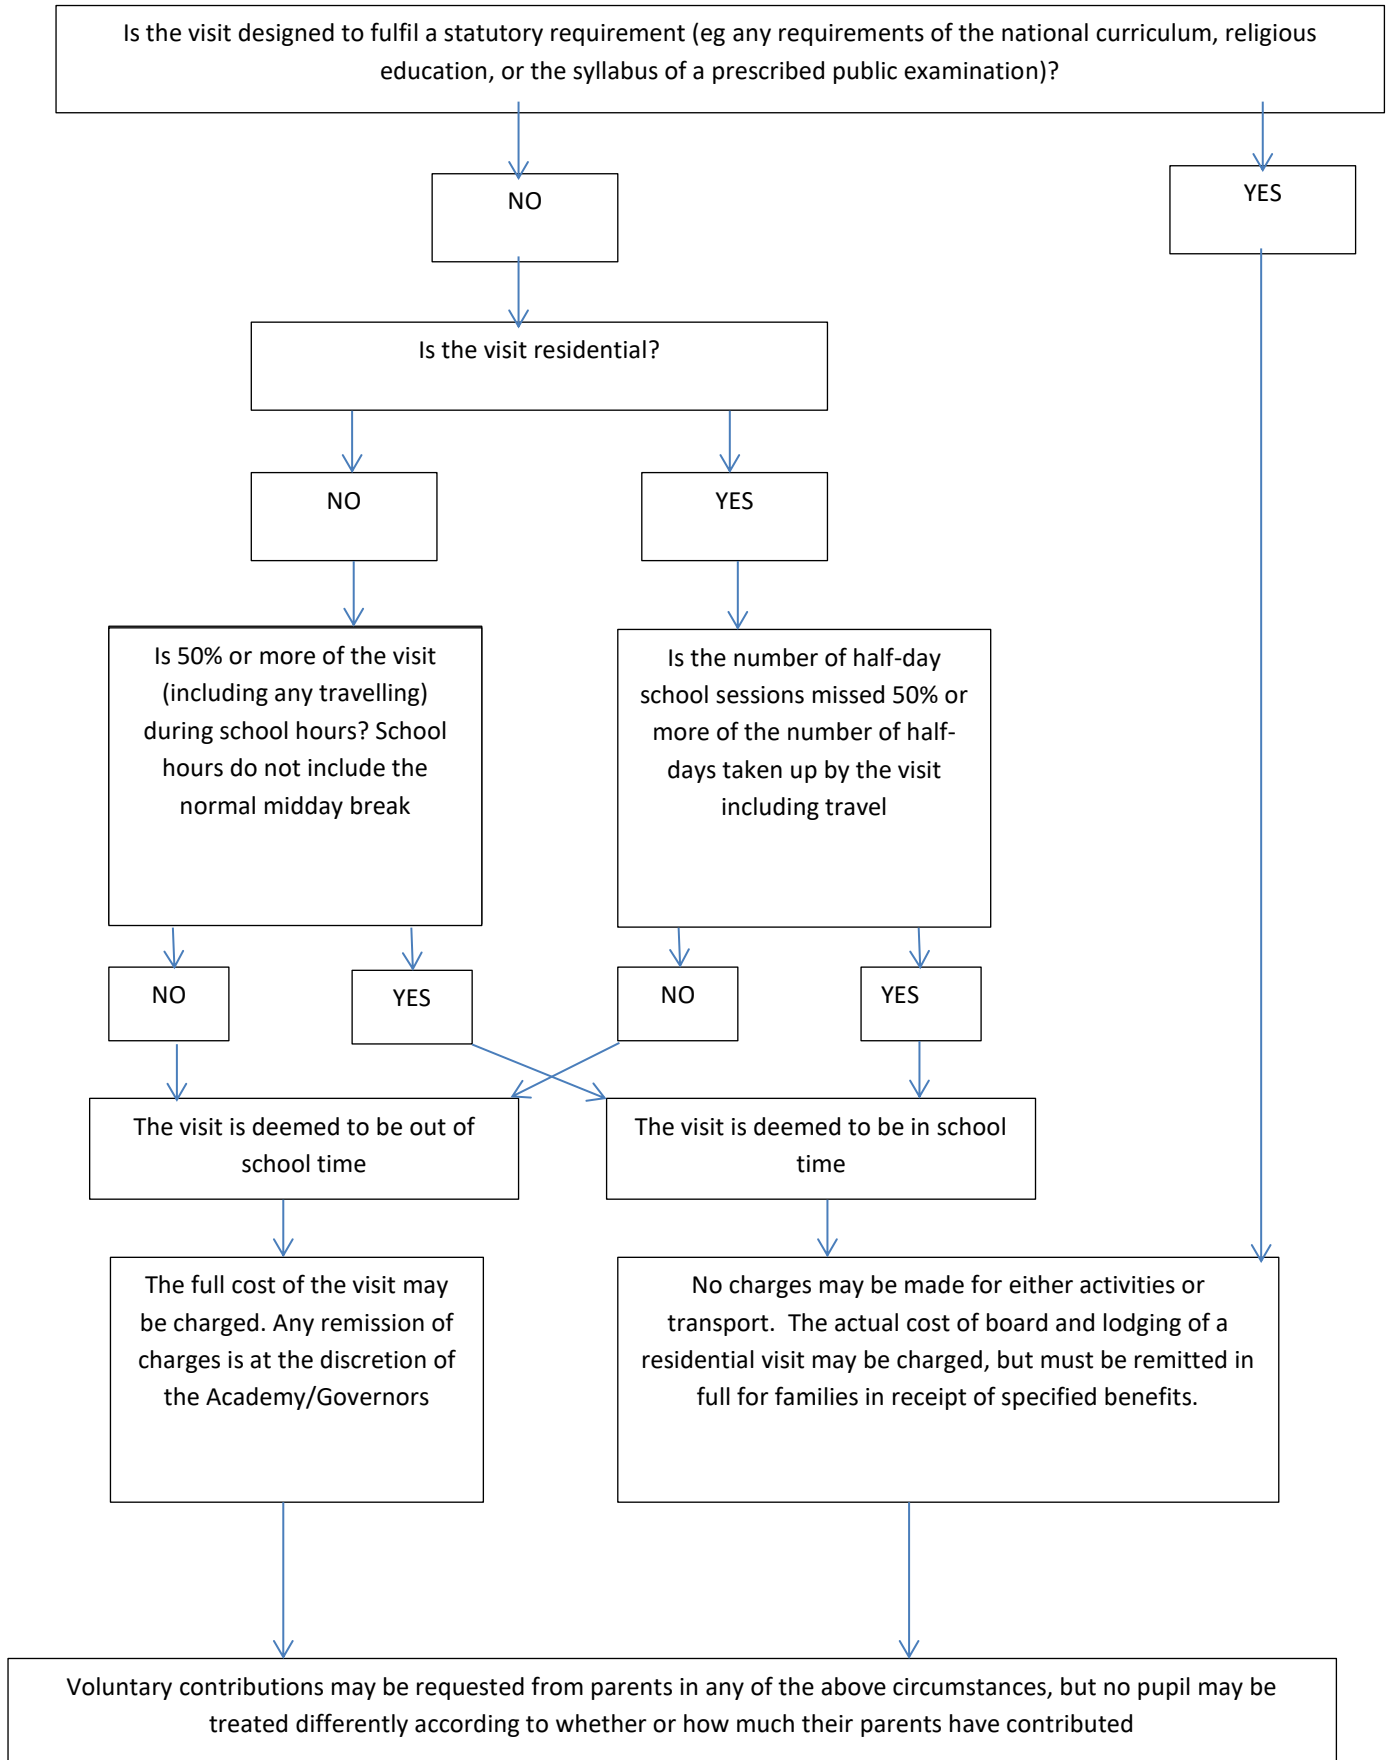 Is the visit designed to fulfil a statutory requirement (eg any requirements of the national curriculum, religious
education, or the syllabus of a prescribed public examination)?
NO
YES
Is the visit residential?
NO
YES
Is 50% or more of the visit
(including any travelling)
during school hours? School
hours do not include the
normal midday break
Is the number of half-day
school sessions missed 50% or
more of the number of half-
days taken up by the visit
including travel
NO
YES
NO
YES
The visit is deemed to be out of
school time
The visit is deemed to be in school
time
The full cost of the visit may
be charged. Any remission of
charges is at the discretion of
the Academy/Governors
No charges may be made for either activities or
transport.  The actual cost of board and lodging of a
residential visit may be charged, but must be remitted in
full for families in receipt of specified benefits.
Voluntary contributions may be requested from parents in any of the above circumstances, but no pupil may be
treated differently according to whether or how much their parents have contributed